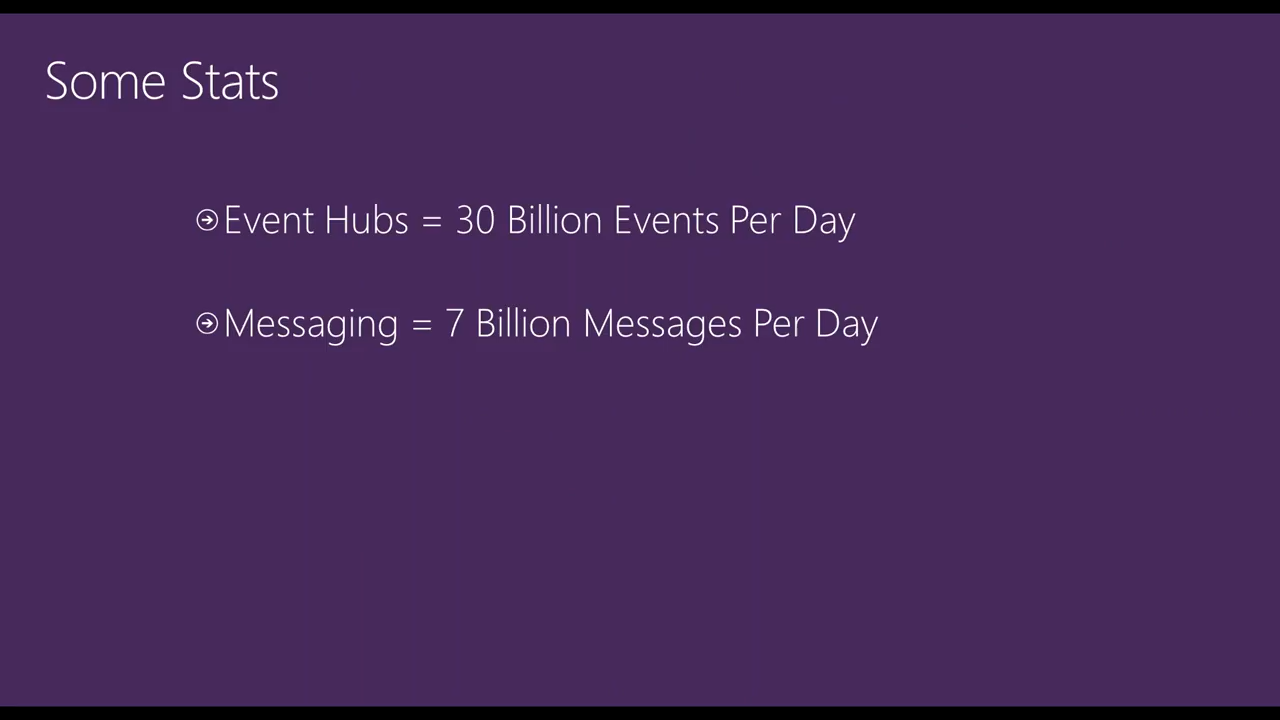 Some Stats
Event Hubs = 30 Billion Events Per Day
Messaging = 7 Billion Messages Per Day